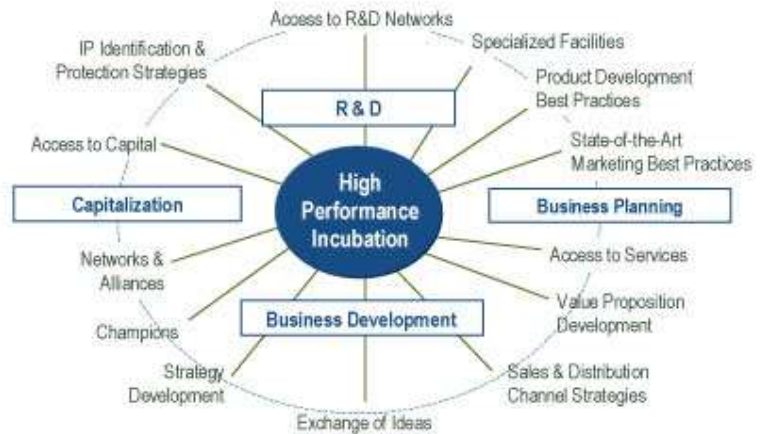 Access to R&D Networks
IP Identification &
Protection Strategies
Specialized Facilities
Product Development
Best Practices
R & D
Access to Capital
State-of-the-Art
Marketing Best Practices
High
Performance
Incubation
Capitalization
Business Planning
Networks &
Alliances
Access to Services
Champions
Business Development
Value Proposition
Development
Strategy
Development
Sales & Distribution
Channel Strategies
Exchange of Ideas